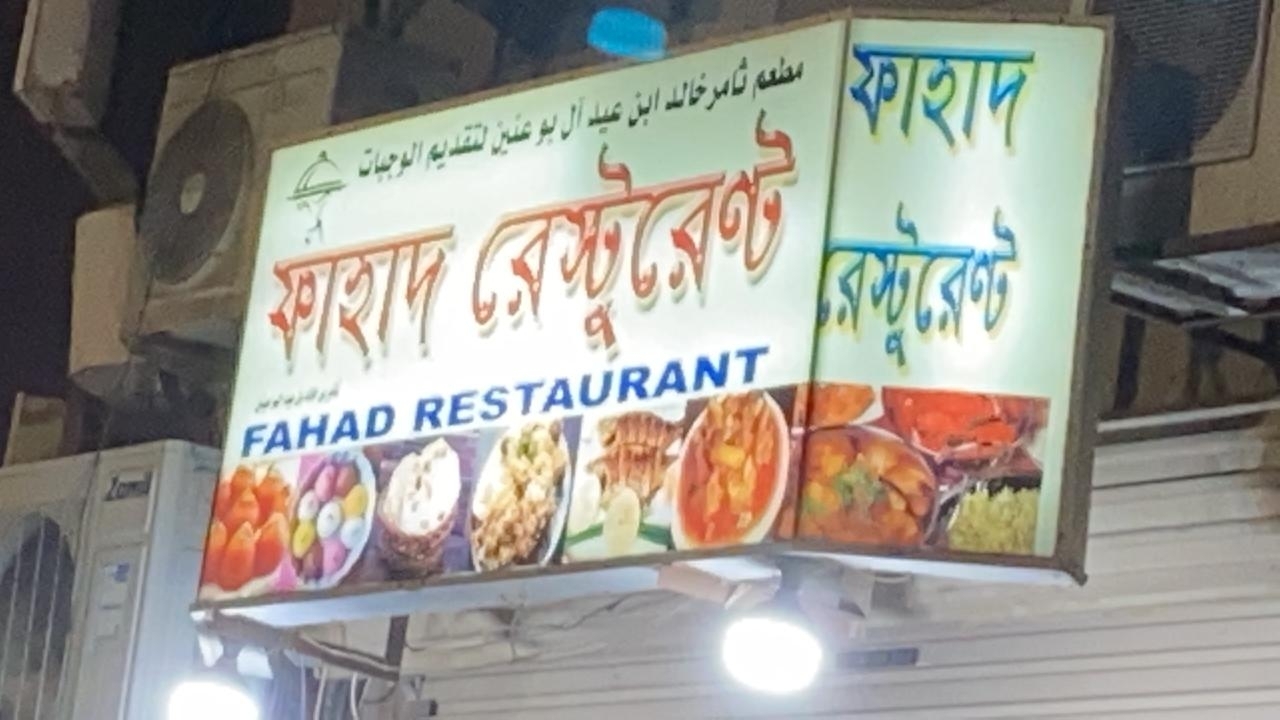 مطعم ثامر خالد ابن عيد آل بو عنين لتقديم الوجبات
ফাহাদ রেস্টুরেণ্ট
FAHAD RESTAURANT
ফাহাদ
রেস্টুরেণ্ট